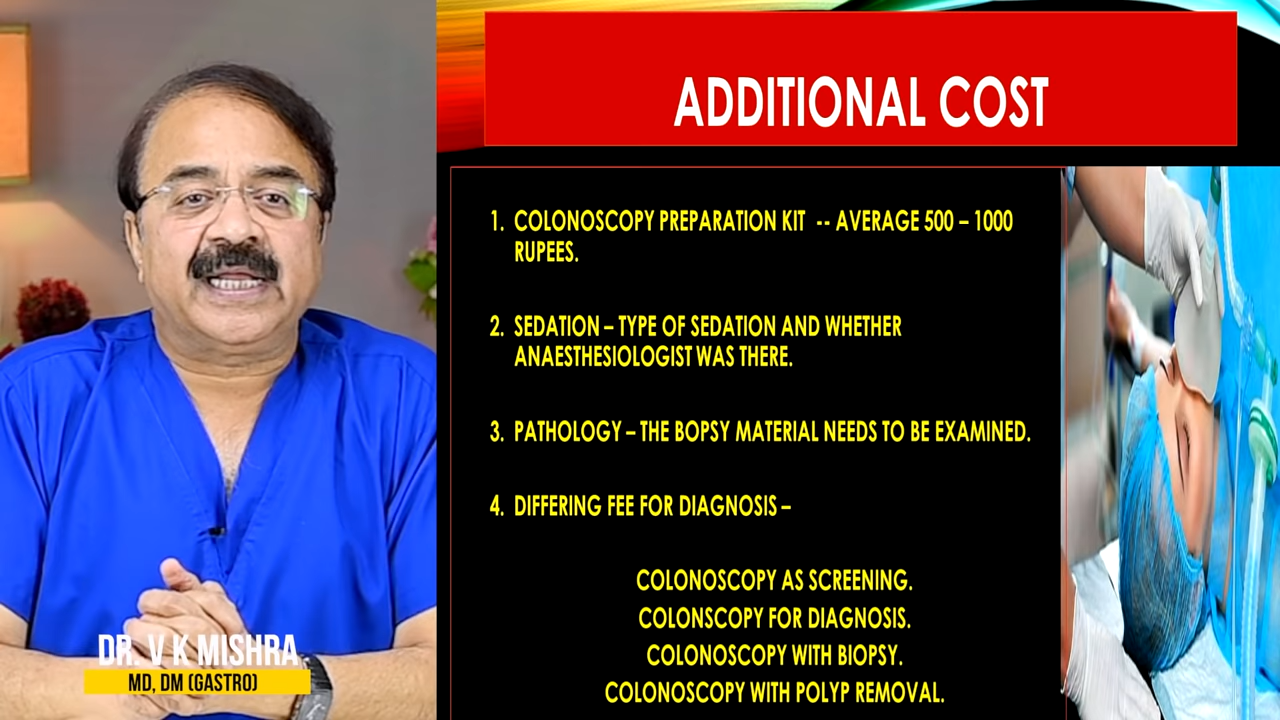 ADDITIONAL COST
1. COLONOSCOPY PREPARATION KIT -- AVERAGE 500 – 1000
RUPEES.
2. SEDATION – TYPE OF SEDATION AND WHETHER
ANAESTHESIOLOGIST WAS THERE.
3. PATHOLOGY – THE BOPSY MATERIAL NEEDS TO BE EXAMINED.
4. DIFFERING FEE FOR DIAGNOSIS –
COLONOSCOPY AS SCREENING.
COLONSCOPY FOR DIAGNOSIS.
COLONOSCOPY WITH BIOPSY.
COLONOSCOPY WITH POLYP REMOVAL.
DR. V K MISHRA
MD, DM (GASTRO)